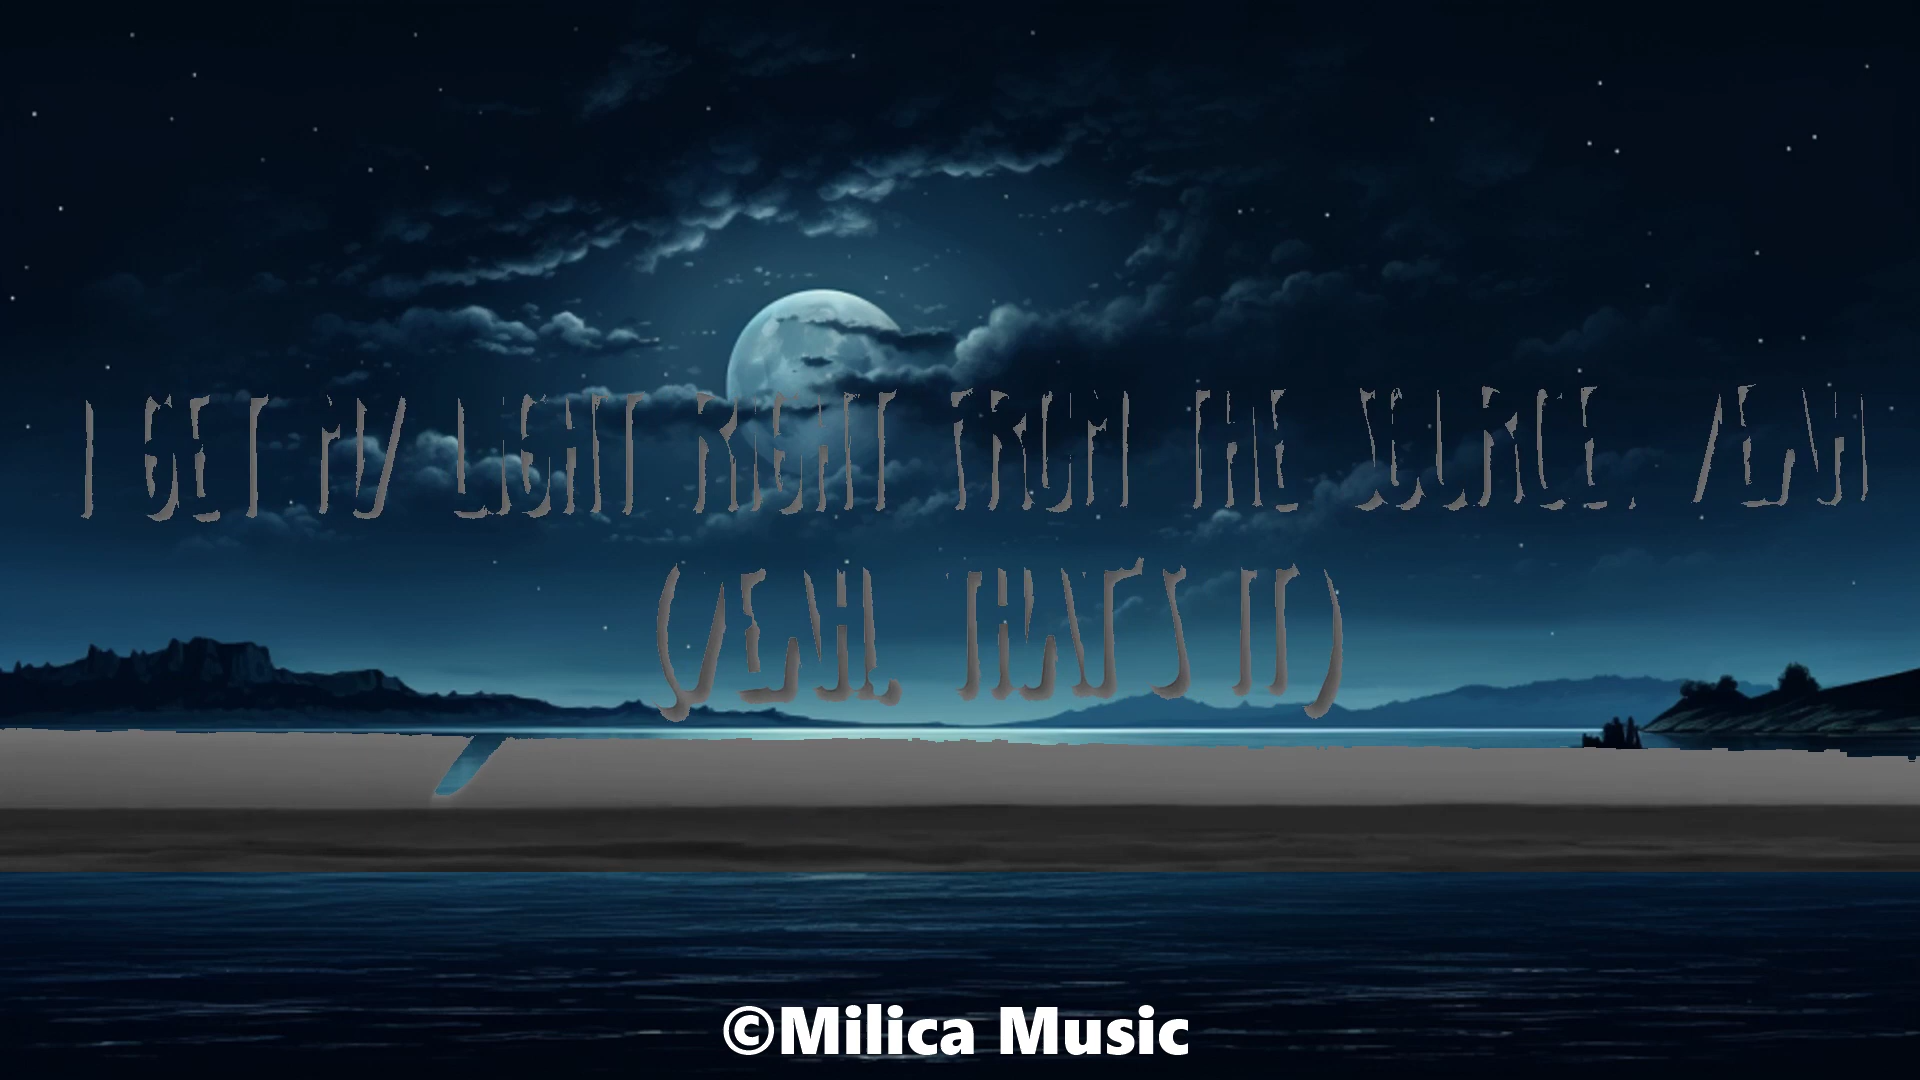 I GET MY LIGHT RIGHT FROM THE SOURCE, YEAH
(YEAH, THAT'S IT)
©Milica Music